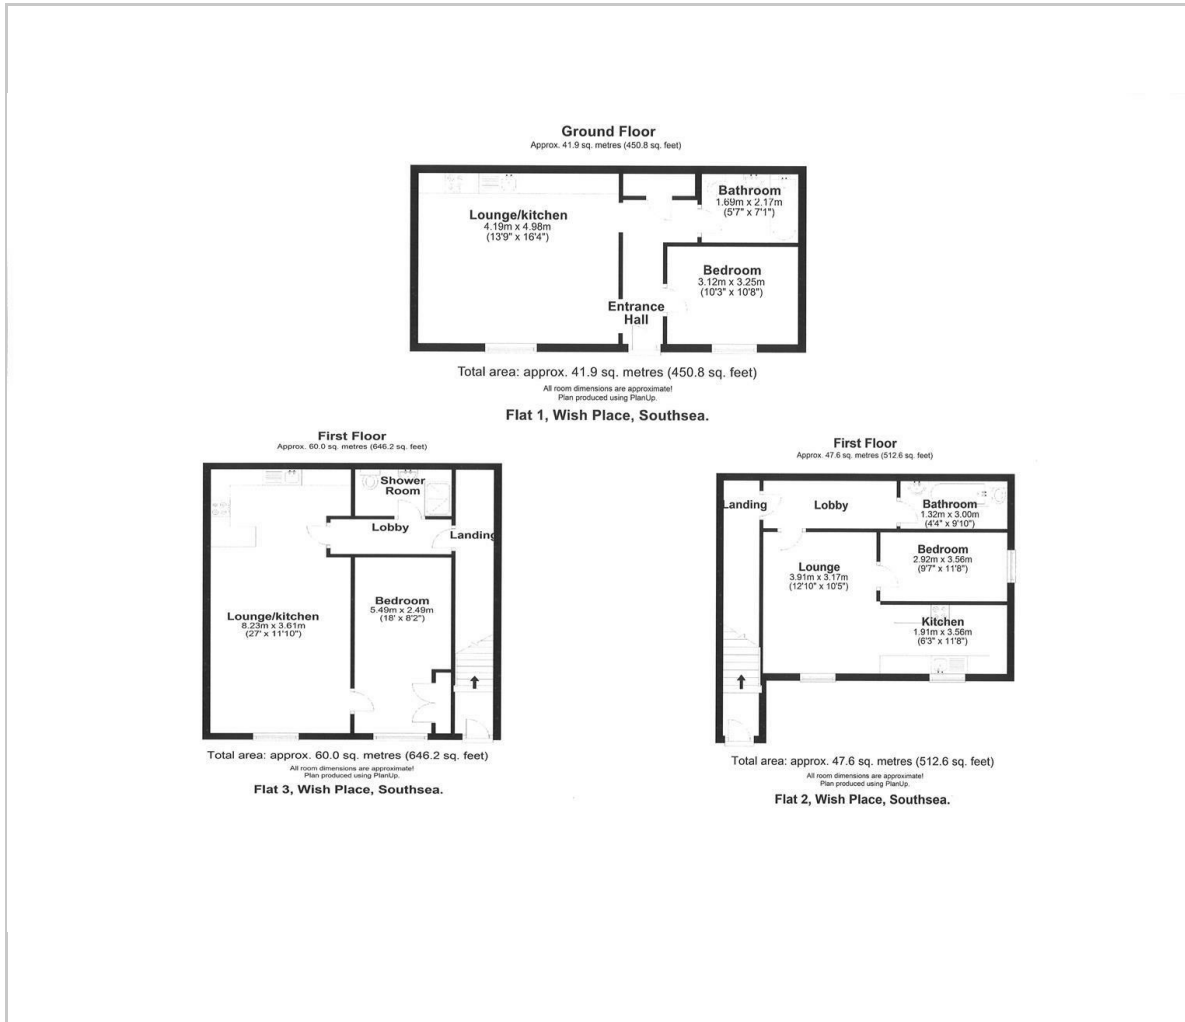 Ground Floor
Approx. 41.9 sq. metres (450.8 sq. feet)
Lounge/kitchen
4.19m x 4.98m
(13'9" x 16'4")
Bathroom
1.69m x 2.17m
(5'7" x 7'1")
Bedroom
3.12m x 3.25m
(10'3" x 10'8")
Entrance
Hall
Total area: approx. 41.9 sq. metres (450.8 sq. feet)
All room dimensions are approximate!
Plan produced using PlanUp.
Flat 1, Wish Place, Southsea.
First Floor
Approx. 60.0 sq. metres (646.2 sq. feet)
Shower
Room
Lobby
Landing
Bedroom
5.49m x 2.49m
(18' x 8'2")
Lounge/kitchen
8.23m x 3.61m
(27' x 11'10")
Total area: approx. 60.0 sq. metres (646.2 sq. feet)
All room dimensions are approximate!
Plan produced using PlanUp.
Flat 3, Wish Place, Southsea.
First Floor
Approx. 47.6 sq. metres (512.6 sq. feet)
Landing
Lobby
Bathroom
1.32m x 3.00m
(4'4" x 9'10")
Bedroom
2.92m x 3.56m
(9'7" x 11'8")
Lounge
3.91m x 3.17m
(12'10" x 10'5")
Kitchen
1.91m x 3.56m
(6'3" x 11'8")
Total area: approx. 47.6 sq. metres (512.6 sq. feet)
All room dimensions are approximate!
Plan produced using PlanUp.
Flat 2, Wish Place, Southsea.